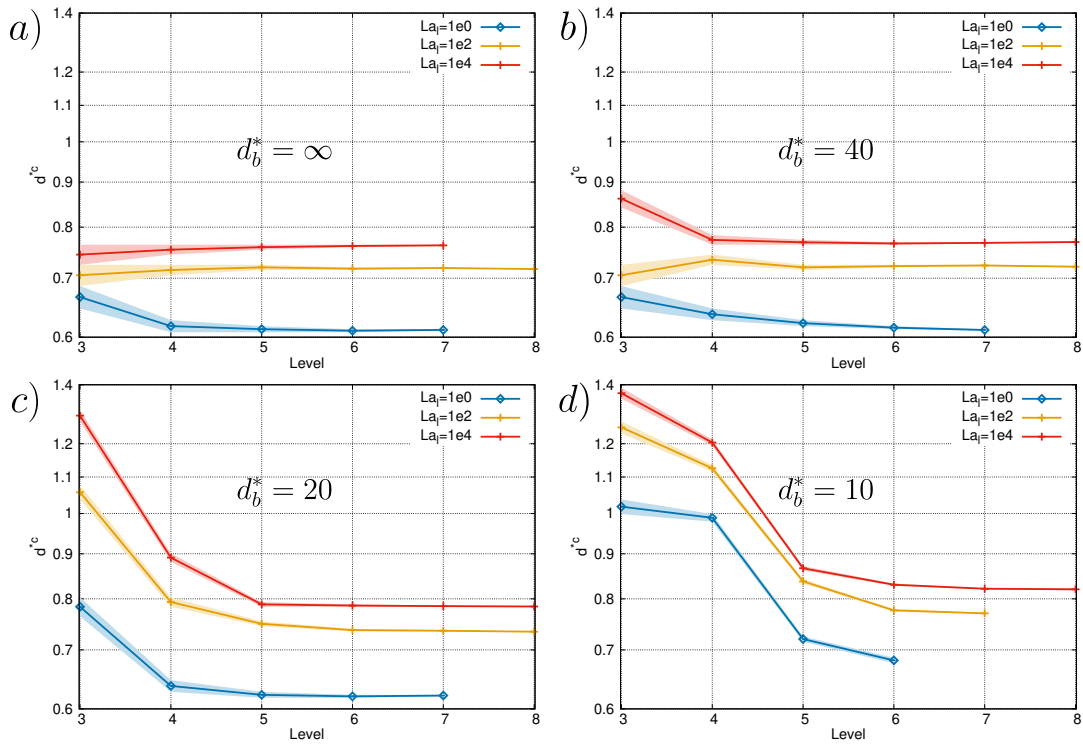 a)
1.4
1.2
1.1
1
0.9
0.8
0.7
0.6
d*c
La_l=1e0
La_l=1e2
La_l=1e4
d_b^* = ∞
3 4 5 6 7 8
Level
b)
1.4
1.2
1.1
1
0.9
0.8
0.7
0.6
d*c
La_l=1e0
La_l=1e2
La_l=1e4
d_b^* = 40
3 4 5 6 7 8
Level
c)
1.4
1.2
1.1
1
0.9
0.8
0.7
0.6
d*c
La_l=1e0
La_l=1e2
La_l=1e4
d_b^* = 20
3 4 5 6 7 8
Level
d)
1.4
1.2
1.1
1
0.9
0.8
0.7
0.6
d*c
La_l=1e0
La_l=1e2
La_l=1e4
d_b^* = 10
3 4 5 6 7 8
Level